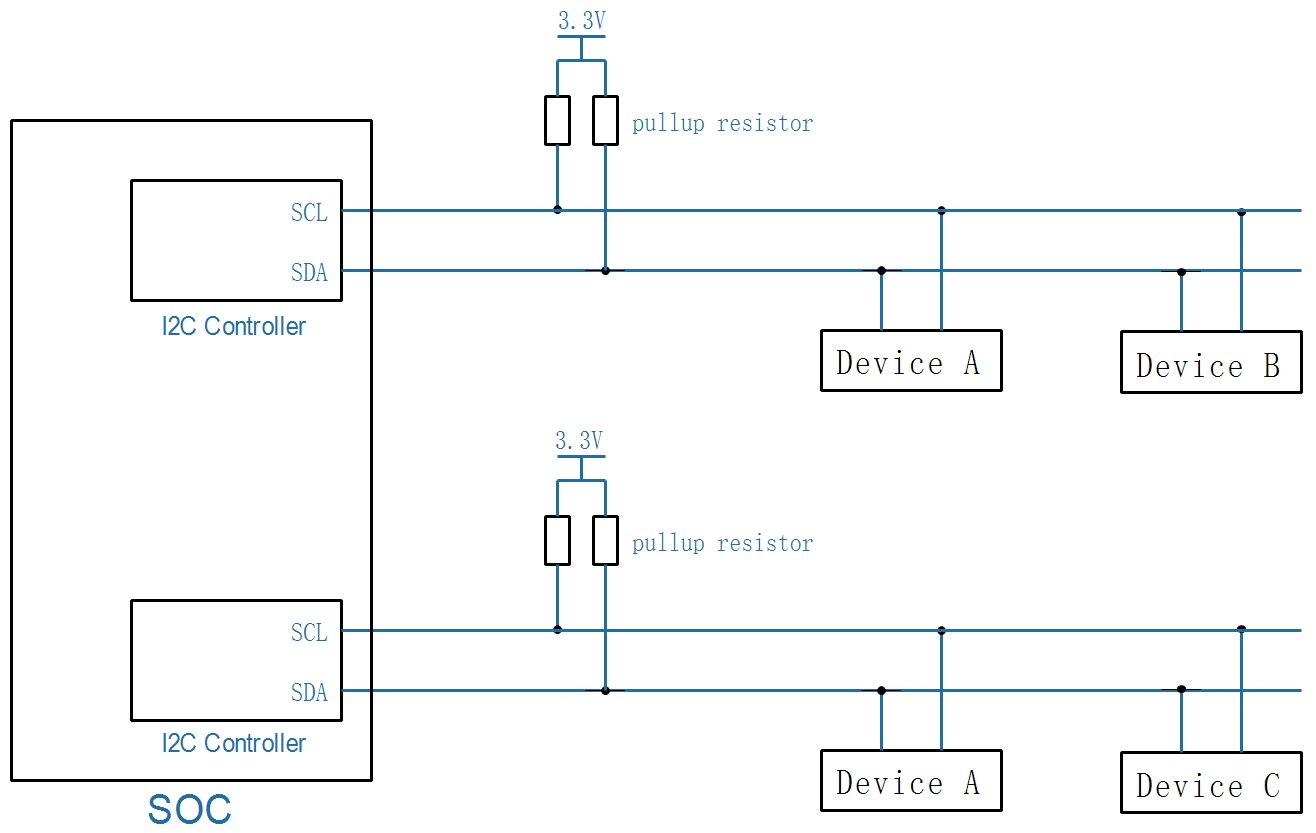 3.3V
pullup resistor
SCL
SDA
I2C Controller
Device A
Device B
3.3V
pullup resistor
SCL
SDA
I2C Controller
Device A
Device C
SOC